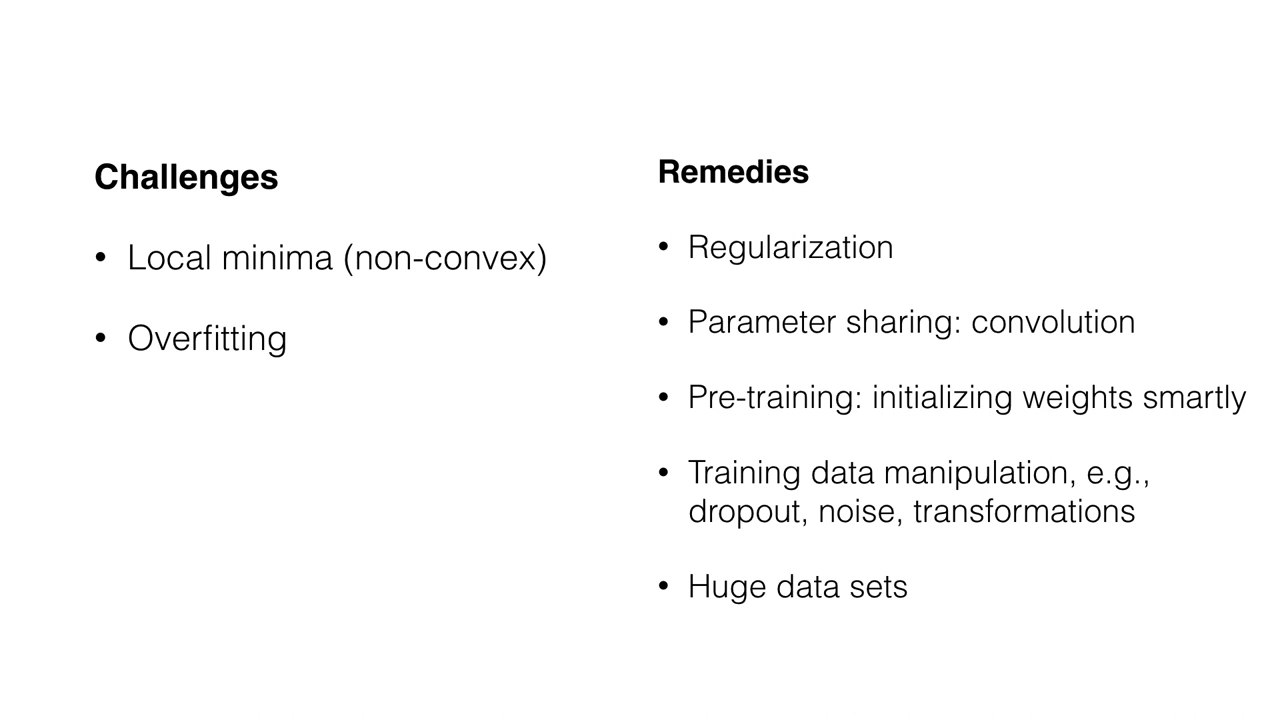 Challenges
• Local minima (non-convex)
• Overfitting
Remedies
• Regularization
• Parameter sharing: convolution
• Pre-training: initializing weights smartly
• Training data manipulation, e.g.,
dropout, noise, transformations
• Huge data sets